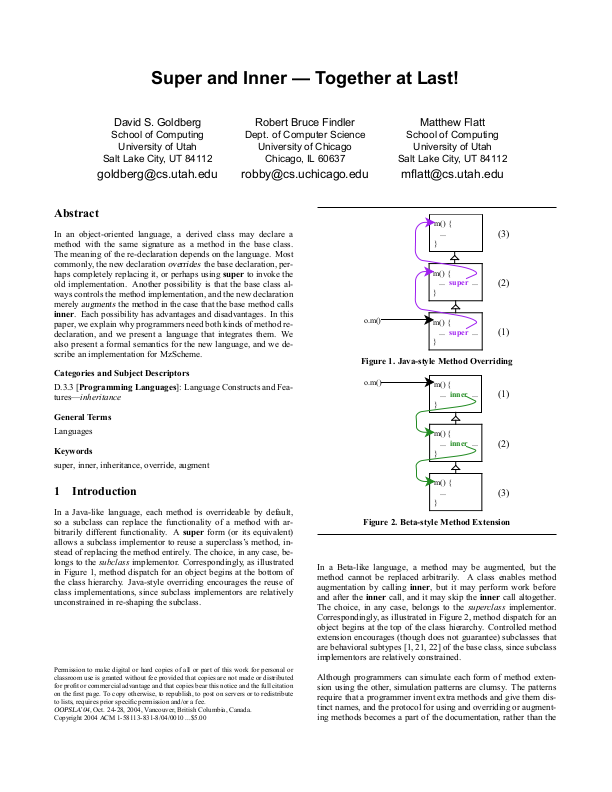 Super and Inner — Together at Last!
David S. Goldberg
School of Computing
University of Utah
Salt Lake City, UT 84112
goldberg@cs.utah.edu
Robert Bruce Findler
Dept. of Computer Science
University of Chicago
Chicago, IL 60637
robby@cs.uchicago.edu
Matthew Flatt
School of Computing
University of Utah
Salt Lake City, UT 84112
mflatt@cs.utah.edu
Abstract
In an object-oriented language, a derived class may declare a
method with the same signature as a method in the base class.
The meaning of the re-declaration depends on the language. Most
commonly, the new declaration overrides the base declaration, per-
haps completely replacing it, or perhaps using super to invoke the
old implementation. Another possibility is that the base class al-
ways controls the method implementation, and the new declaration
merely augments the method in the case that the base method calls
inner. Each possibility has advantages and disadvantages. In this
paper, we explain why programmers need both kinds of method re-
declaration, and we present a language that integrates them. We
also present a formal semantics for the new language, and we de-
scribe an implementation for MzScheme.
Categories and Subject Descriptors
D.3.3 [Programming Languages]: Language Constructs and Fea-
tures—inheritance
General Terms
Languages
Keywords
super, inner, inheritance, override, augment
1 Introduction
In a Java-like language, each method is overrideable by default,
so a subclass can replace the functionality of a method with ar-
bitrarily different functionality. A super form (or its equivalent)
allows a subclass implementor to reuse a superclass's method, in-
stead of replacing the method entirely. The choice, in any case, be-
longs to the subclass implementor. Correspondingly, as illustrated
in Figure 1, method dispatch for an object begins at the bottom of
the class hierarchy. Java-style overriding encourages the reuse of
class implementations, since subclass implementors are relatively
unconstrained in re-shaping the subclass.
Permission to make digital or hard copies of all or part of this work for personal or
classroom use is granted without fee provided that copies are not made or distributed
for profit or commercial advantage and that copies bear this notice and the full citation
on the first page. To copy otherwise, to republish, to post on servers or to redistribute
to lists, requires prior specific permission and/or a fee.
OOPSLA'04, Oct. 24-28, 2004, Vancouver, British Columbia, Canada.
Copyright 2004 ACM 1-58113-831-8/04/0010 ...$5.00
m() {
...
}
(3)
m() {
... super ...
}
(2)
o.m()
m() {
... super ...
}
(1)
Figure 1. Java-style Method Overriding
o.m()
m() {
... inner ...
}
(1)
m() {
... inner ...
}
(2)
m() {
...
}
(3)
Figure 2. Beta-style Method Extension
In a Beta-like language, a method may be augmented, but the
method cannot be replaced arbitrarily. A class enables method
augmentation by calling inner, but it may perform work before
and after the inner call, and it may skip the inner call altogether.
The choice, in any case, belongs to the superclass implementor.
Correspondingly, as illustrated in Figure 2, method dispatch for an
object begins at the top of the class hierarchy. Controlled method
extension encourages (though does not guarantee) subclasses that
are behavioral subtypes [1, 21, 22] of the base class, since subclass
implementors are relatively constrained.
Although programmers can simulate each form of method exten-
sion using the other, simulation patterns are clumsy. The patterns
require that a programmer invent extra methods and give them dis-
tinct names, and the protocol for using and overriding or augment-
ing methods becomes a part of the documentation, rather than the